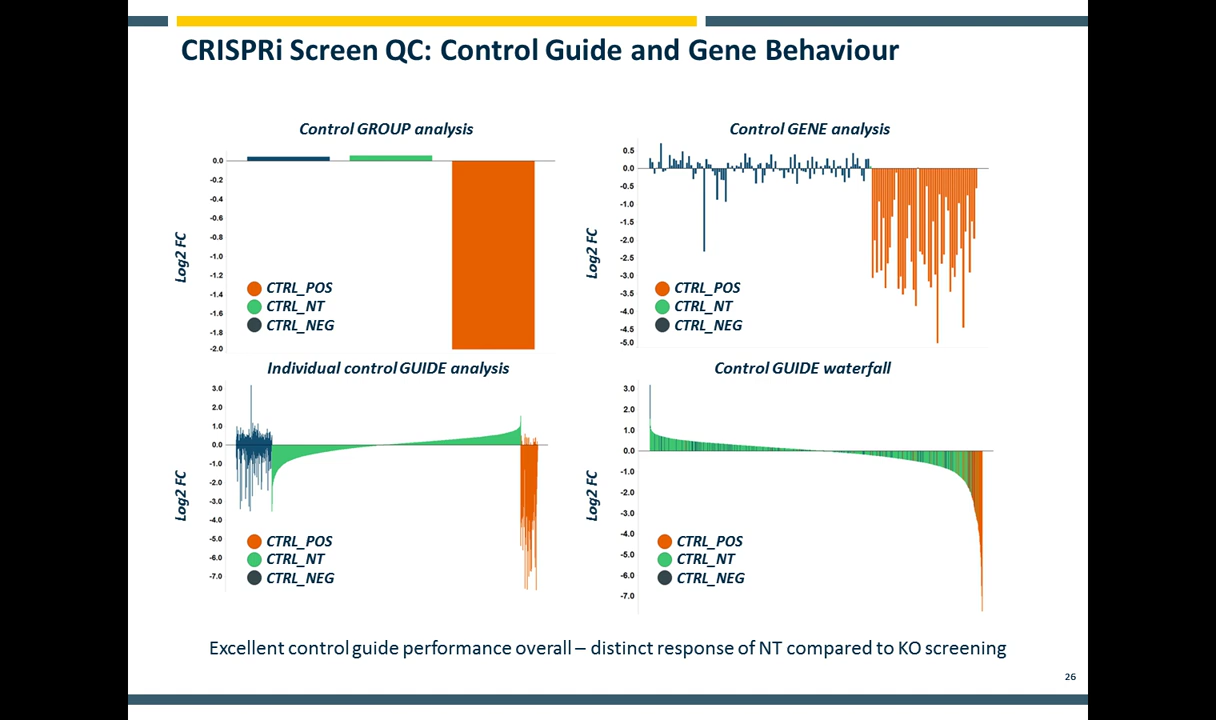 CRISPRi Screen QC: Control Guide and Gene Behaviour
Control GROUP analysis
0.0
-0.2
-0.4
-0.6
-0.8
-1.0
-1.2
-1.4
-1.6
-1.8
-2.0
Log2 FC
CTRL_POS
CTRL_NT
CTRL_NEG
Control GENE analysis
0.5
0.0
-0.5
-1.0
-1.5
-2.0
-2.5
-3.0
-3.5
-4.0
-4.5
-5.0
Log2 FC
CTRL_POS
CTRL_NT
CTRL_NEG
Individual control GUIDE analysis
3.0
2.0
1.0
0.0
-1.0
-2.0
-3.0
-4.0
-5.0
-6.0
-7.0
Log2 FC
CTRL_POS
CTRL_NT
CTRL_NEG
Control GUIDE waterfall
3.0
2.0
1.0
0.0
-1.0
-2.0
-3.0
-4.0
-5.0
-6.0
-7.0
Log2 FC
CTRL_POS
CTRL_NT
CTRL_NEG
Excellent control guide performance overall – distinct response of NT compared to KO screening
26